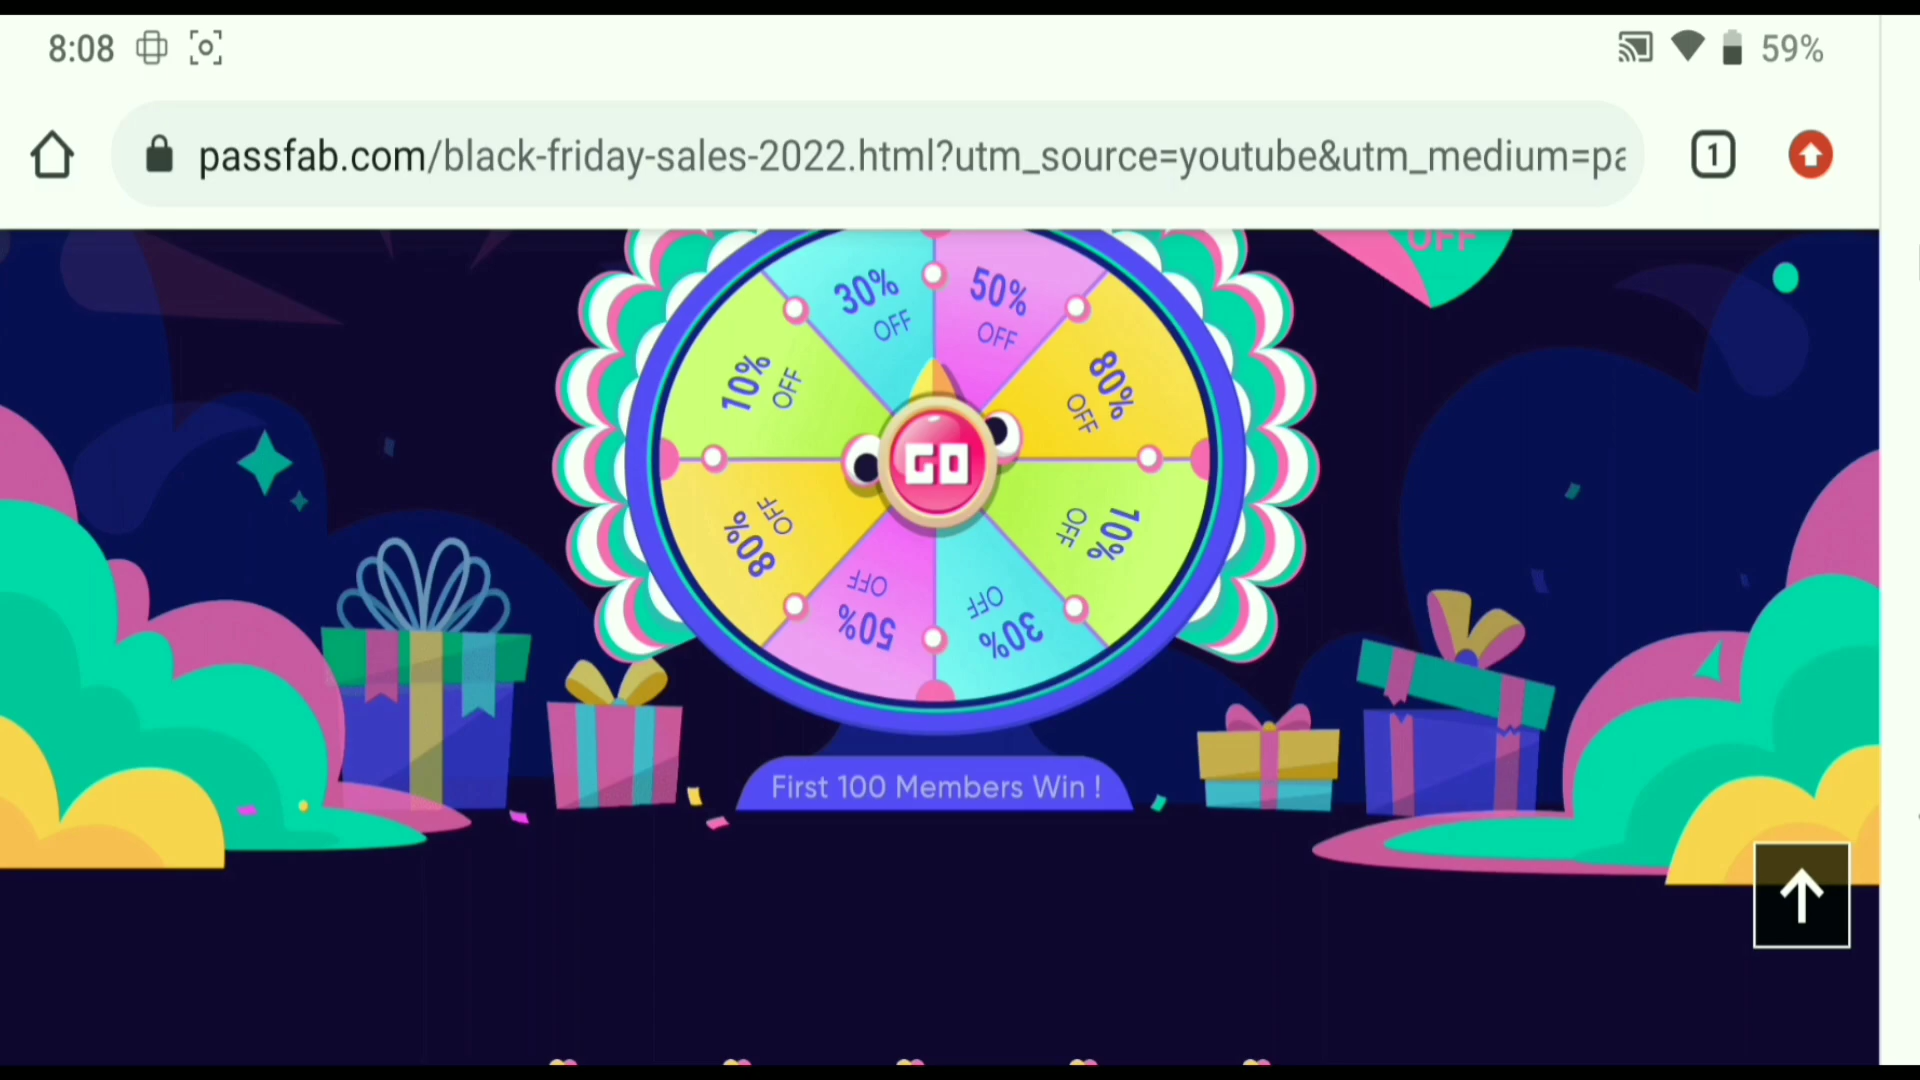 8:08
59%
passfab.com/black-friday-sales-2022.html?utm_source=youtube&utm_medium=pa
1
OFF
30%
OFF
50%
OFF
10%
OFF
80%
OFF
GO
80%
OFF
10%
OFF
50%
OFF
30%
OFF
First 100 Members Win !